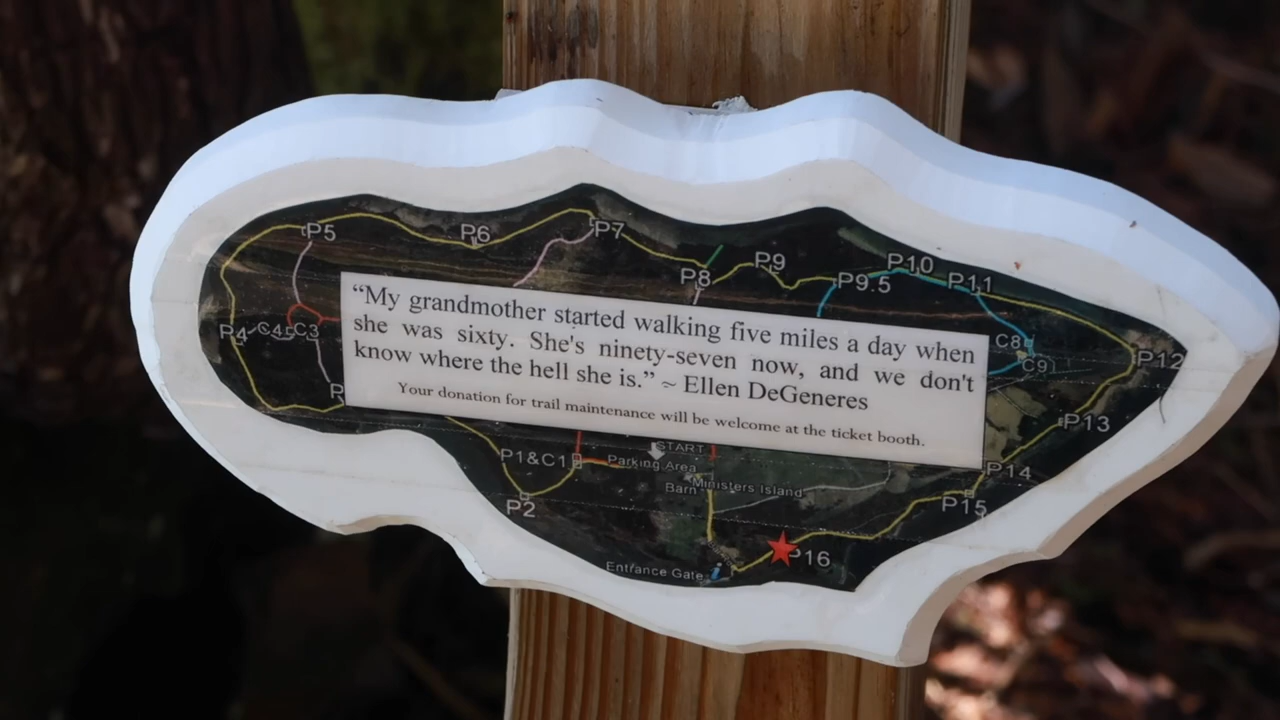 P5
P6
P7
P8
P9
P9.5
P10
P11
P4
C4
C3
C8
C9
P12
“My grandmother started walking five miles a day when
she was sixty. She's ninety-seven now, and we don't
know where the hell she is.” ~ Ellen DeGeneres
Your donation for trail maintenance will be welcome at the ticket booth.
P13
START
P1&C1
Parking Area
P14
Barn
Ministers Island
P2
P15
P16
Entrance Gate
i